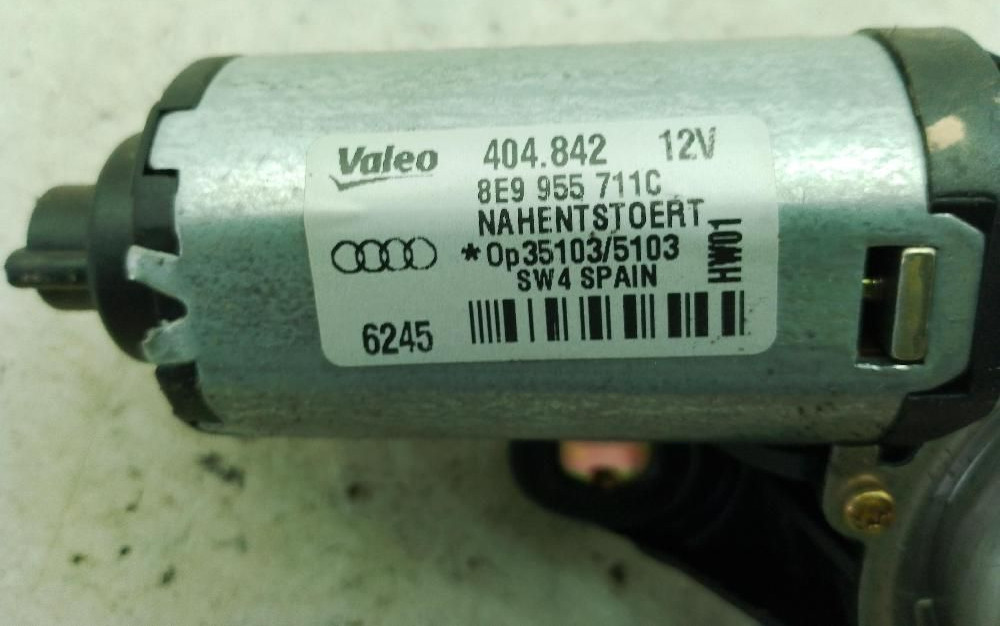 Valeo 404.842 12V
8E9 955 711C
NAHENTSTOERT
*Op35103/5103
SW4 SPAIN
HW01
6245